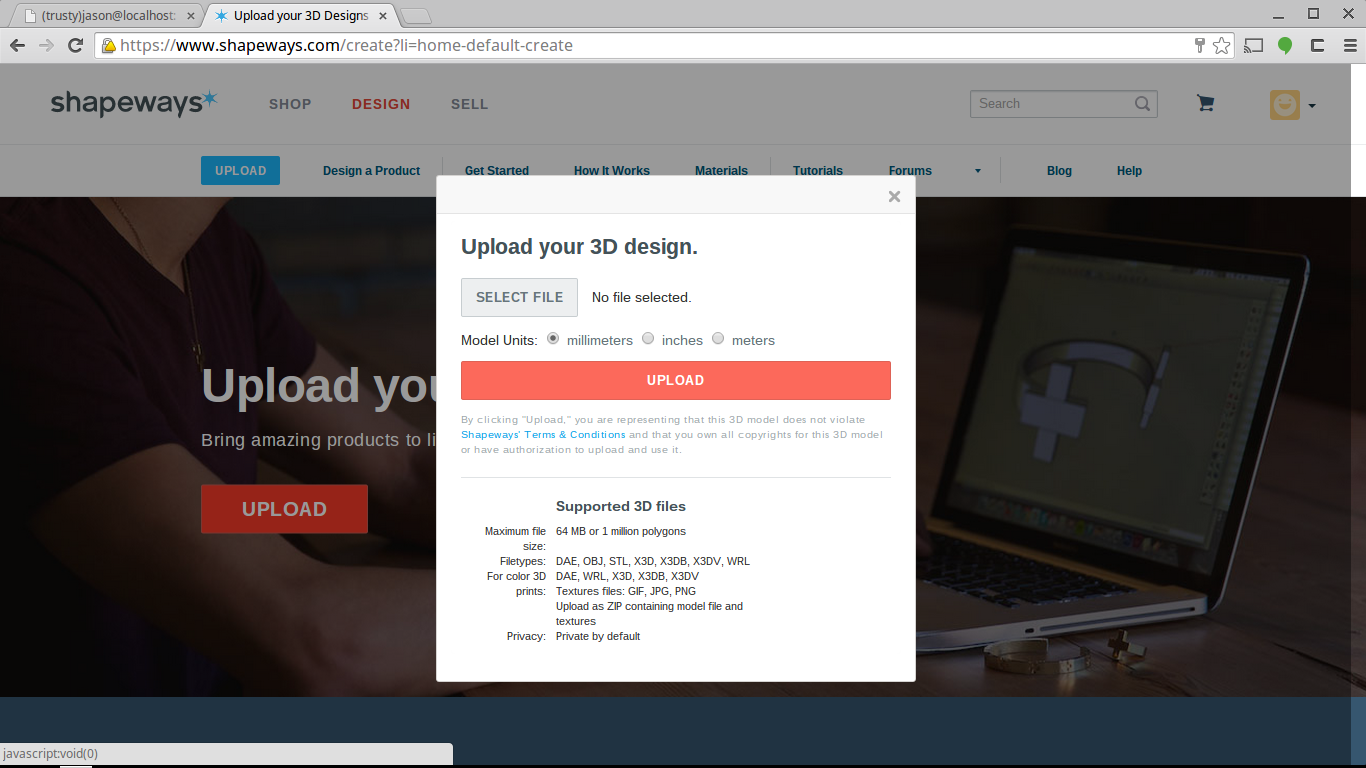 (trusty)jason@localhost:
Upload your 3D Designs
https://www.shapeways.com/create?li=home-default-create
shapeways
SHOP
DESIGN
SELL
Search
UPLOAD
Design a Product
Get Started
How It Works
Materials
Tutorials
Forums
Blog
Help
Upload you
Bring amazing products to li
UPLOAD
Upload your 3D design.
SELECT FILE
No file selected.
Model Units: millimeters inches meters
UPLOAD
By clicking "Upload," you are representing that this 3D model does not violate
Shapeways' Terms & Conditions and that you own all copyrights for this 3D model
or have authorization to upload and use it.
Supported 3D files
Maximum file size:
64 MB or 1 million polygons
Filetypes:
DAE, OBJ, STL, X3D, X3DB, X3DV, WRL
For color 3D prints:
DAE, WRL, X3D, X3DB, X3DV
Textures files: GIF, JPG, PNG
Upload as ZIP containing model file and
textures
Privacy:
Private by default
javascript:void(0)